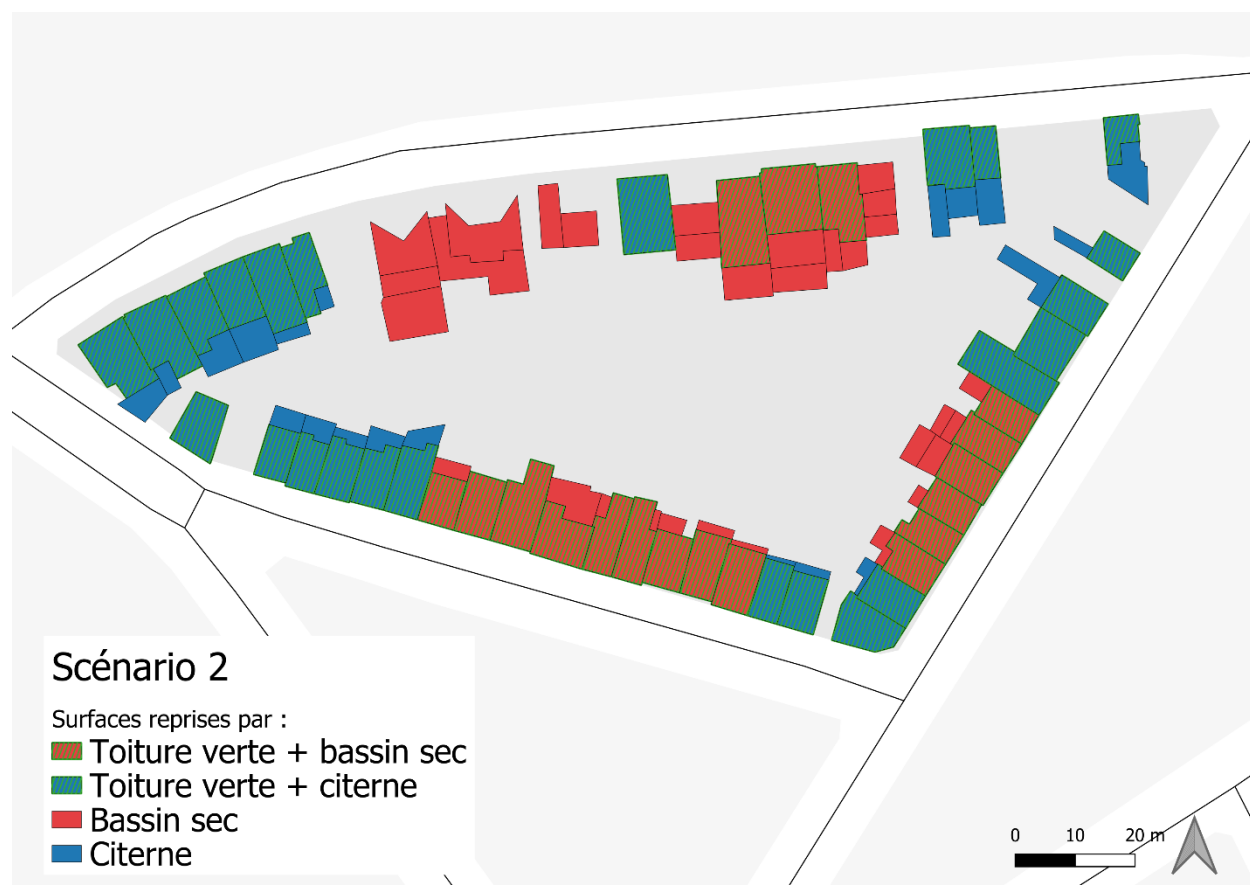 Scénario 2
Surfaces reprises par :
Toiture verte + bassin sec
Toiture verte + citerne
Bassin sec
Citerne
0 10 20 m